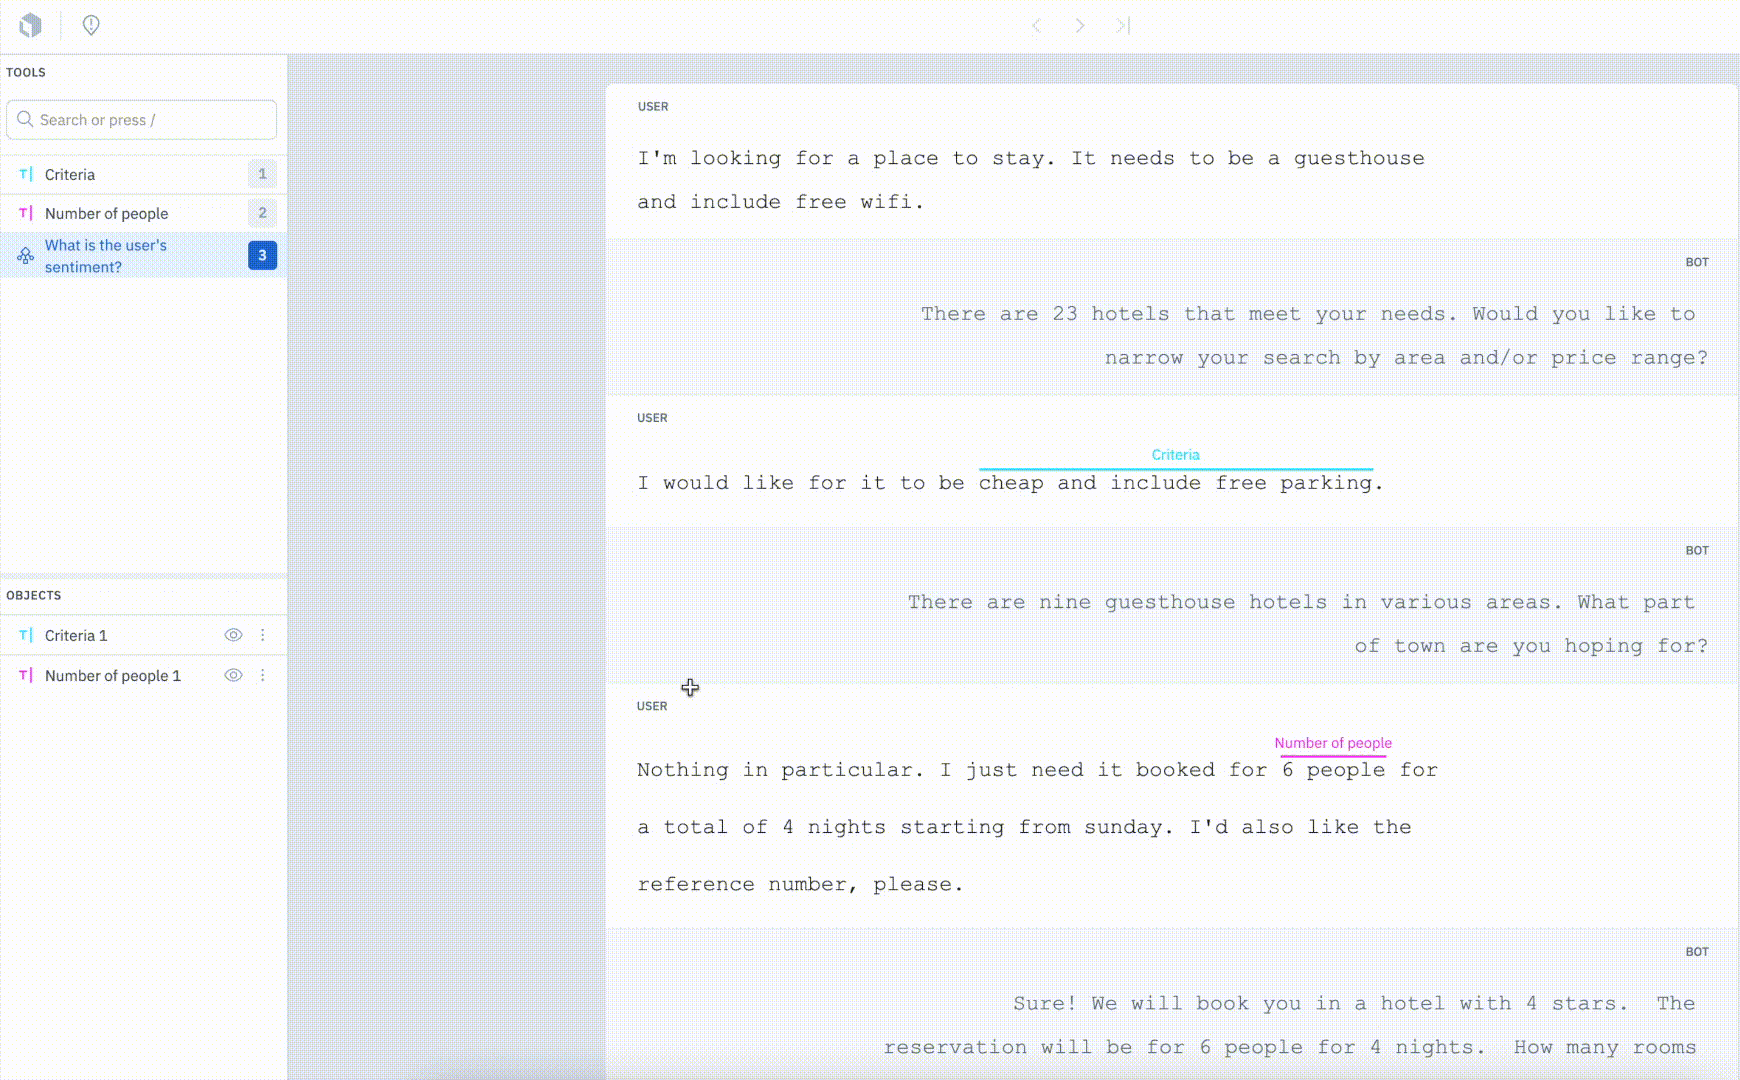 TOOLS
Search or press /
Criteria 1
Number of people 2
What is the user's
sentiment?
3
OBJECTS
Criteria 1
Number of people 1
USER
I'm looking for a place to stay. It needs to be a guesthouse
and include free wifi.
BOT
There are 23 hotels that meet your needs. Would you like to
narrow your search by area and/or price range?
USER
Criteria
I would like for it to be cheap and include free parking.
BOT
There are nine guesthouse hotels in various areas. What part
of town are you hoping for?
USER
Number of people
Nothing in particular. I just need it booked for 6 people for
a total of 4 nights starting from sunday. I'd also like the
reference number, please.
BOT
Sure! We will book you in a hotel with 4 stars.  The
reservation will be for 6 people for 4 nights.  How many rooms